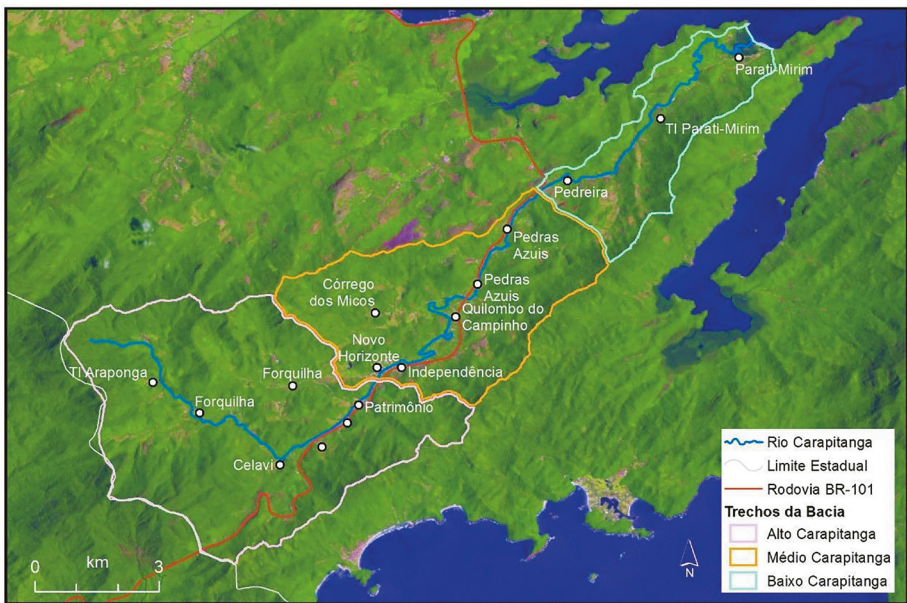 Parati-Mirim
TI Parati-Mirim
Pedreira
Pedras
Azuis
Pedras
Azuis
Córrego
dos Micos
Quilombo do
Campinho
Novo
Horizonte
Independência
TI Araponga
Forquilha
Forquilha
Patrimônio
Celavi
km
0 3
N
Rio Carapitanga
Limite Estadual
Rodovia BR-101
Trechos da Bacia
Alto Carapitanga
Médio Carapitanga
Baixo Carapitanga